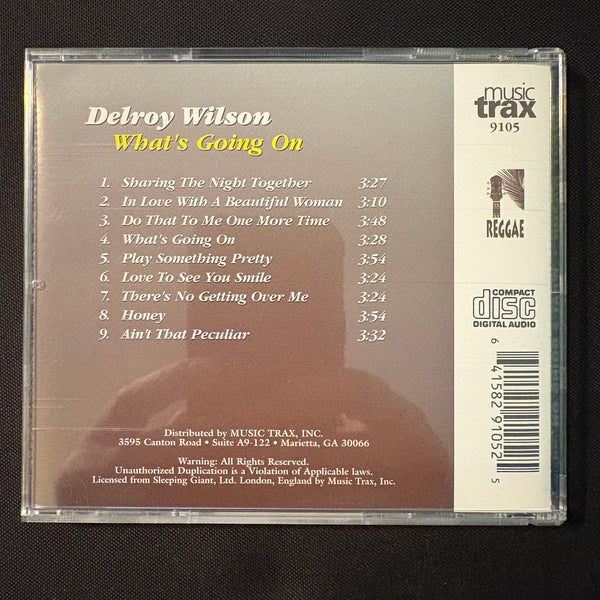 Delroy Wilson
What's Going On
1. Sharing The Night Together 3:27
2. In Love With A Beautiful Woman 3:10
3. Do That To Me One More Time 3:48
4. What's Going On 3:28
5. Play Something Pretty 3:54
6. Love To See You Smile 3:24
7. There's No Getting Over Me 3:24
8. Honey 3:54
9. Ain't That Peculiar 3:32
Distributed by MUSIC TRAX, INC.
3595 Canton Road • Suite A9-122 • Marietta, GA 30066
Warning: All Rights Reserved.
Unauthorized Duplication is a Violation of Applicable laws.
Licensed from Sleeping Giant, Ltd. London, England by Music Trax, Inc.
music
trax
9105
REGGAE
COMPACT
disc
DIGITAL AUDIO
6 41582 91052 5